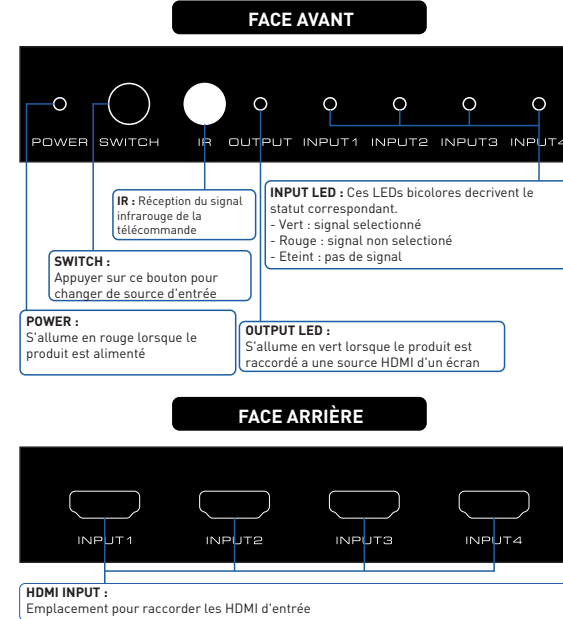 FACE AVANT
POWER SWITCH IR OUTPUT INPUT1 INPUT2 INPUT3 INPUT4
IR : Réception du signal
infrarouge de la
télécommande
INPUT LED : Ces LEDs bicolores decrivent le
statut correspondant.
- Vert : signal selectionné
- Rouge : signal non selectioné
- Eteint : pas de signal
SWITCH :
Appuyer sur ce bouton pour
changer de source d'entrée
POWER :
S'allume en rouge lorsque le
produit est alimenté
OUTPUT LED :
S'allume en vert lorsque le produit est
raccordé a une source HDMI d'un écran
FACE ARRIÈRE
INPUT1 INPUT2 INPUT3 INPUT4
HDMI INPUT :
Emplacement pour raccorder les HDMI d'entrée